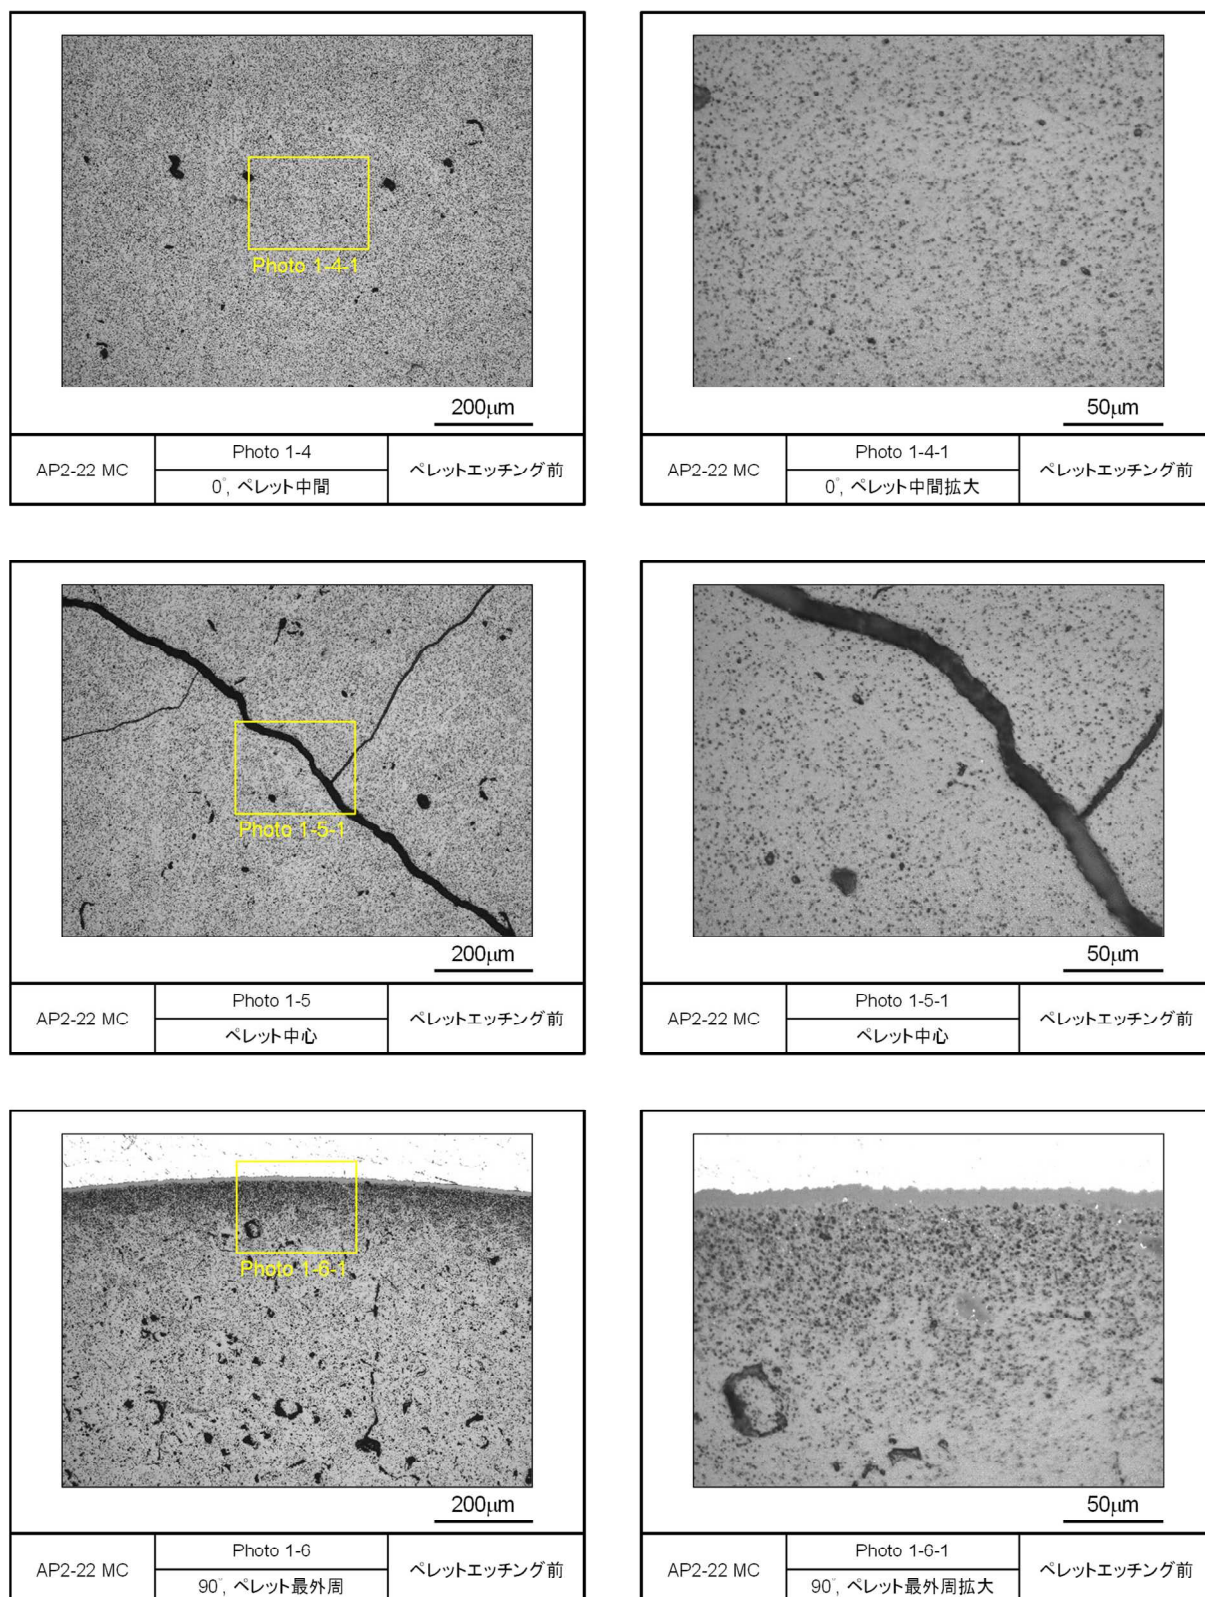 Photo 1-4-1
200μm
50μm
AP2-22 MC
Photo 1-4
0°, ペレット中間
ペレットエッチング前
AP2-22 MC
Photo 1-4-1
0°, ペレット中間拡大
ペレットエッチング前
Photo 1-5-1
200μm
50μm
AP2-22 MC
Photo 1-5
ペレット中心
ペレットエッチング前
AP2-22 MC
Photo 1-5-1
ペレット中心
ペレットエッチング前
Photo 1-6-1
200μm
50μm
AP2-22 MC
Photo 1-6
90°, ペレット最外周
ペレットエッチング前
AP2-22 MC
Photo 1-6-1
90°, ペレット最外周拡大
ペレットエッチング前